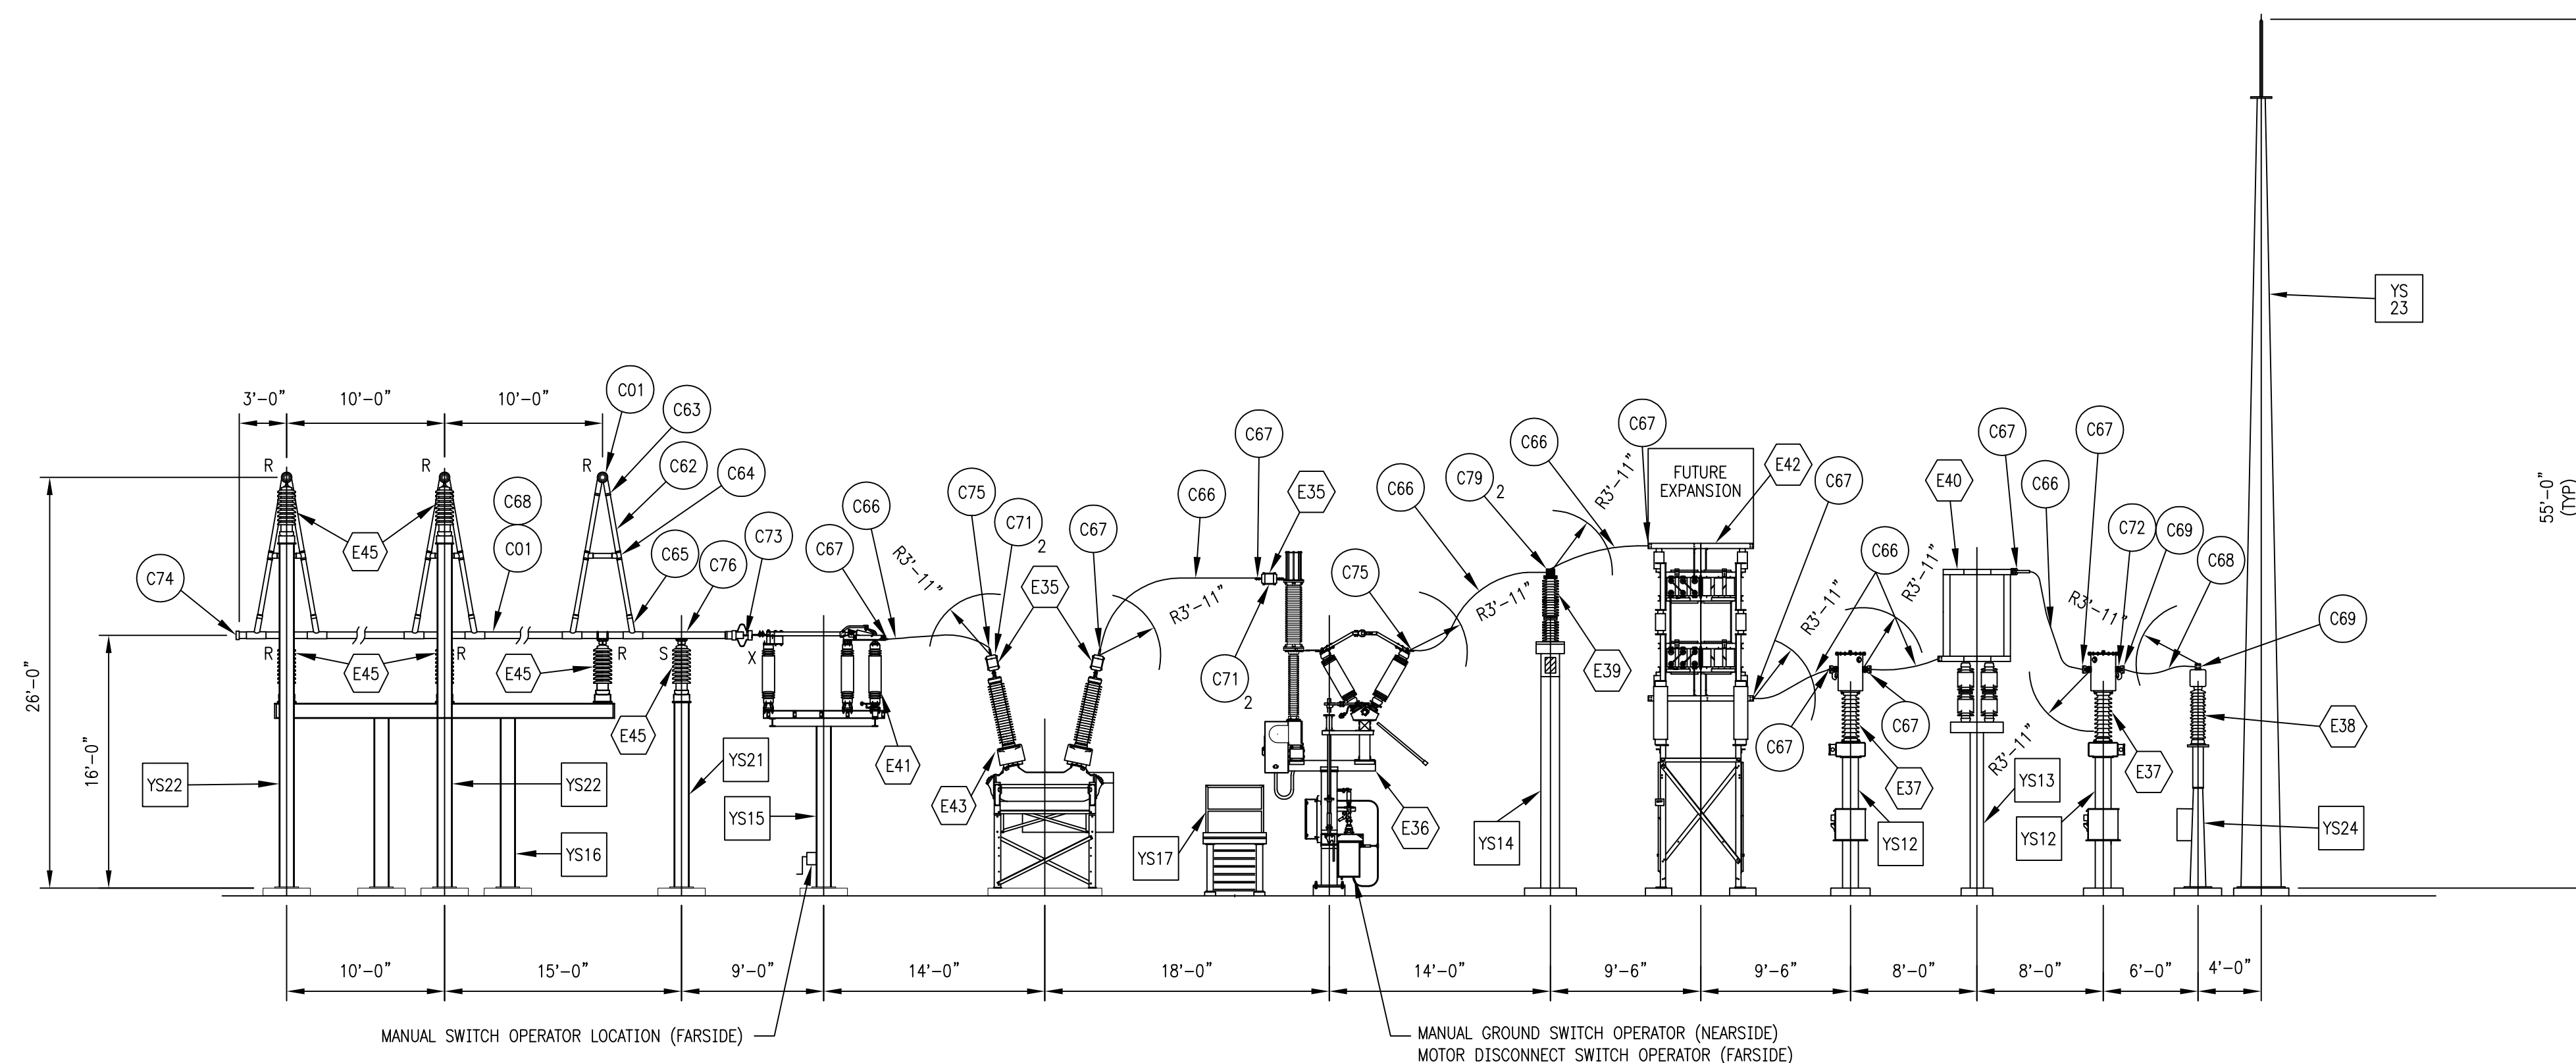 55'-0"
(TYP)
YS
23
3'-0"
10'-0"
10'-0"
C01
C63
C62
C64
R
R
R
C67
C66
C67
C67
C67
C67
C66
C79
2
R3'-11"
FUTURE
EXPANSION
E42
E40
C66
C66
E35
C68
C01
E45
C65
C76
C73
C67
C66
C75
C71
2
C67
C66
C72
C69
C68
C74
R3'-11"
E35
R3'-11"
C71
2
C75
R3'-11"
E39
R3'-11"
R3'-11"
R3'-11"
C69
26'-0"
16'-0"
R
E45
R
E45
R
S
X
E45
E41
C67
C67
E37
R3'-11"
E37
E38
YS22
YS22
YS21
YS15
E43
YS16
YS17
E36
YS14
YS12
YS13
YS12
YS24
10'-0"
15'-0"
9'-0"
14'-0"
18'-0"
14'-0"
9'-6"
9'-6"
8'-0"
8'-0"
6'-0"
4'-0"
MANUAL SWITCH OPERATOR LOCATION (FARSIDE)
MANUAL GROUND SWITCH OPERATOR (NEARSIDE)
MOTOR DISCONNECT SWITCH OPERATOR (FARSIDE)